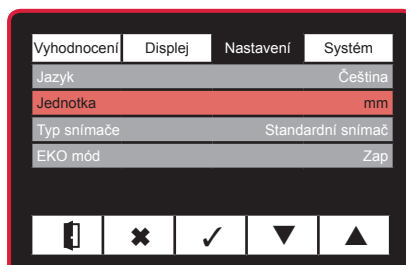 Vyhodnocení Displej Nastavení Systém
Jazyk Čeština
Jednotka mm
Typ snímače Standardní snímač
EKO mód Zap